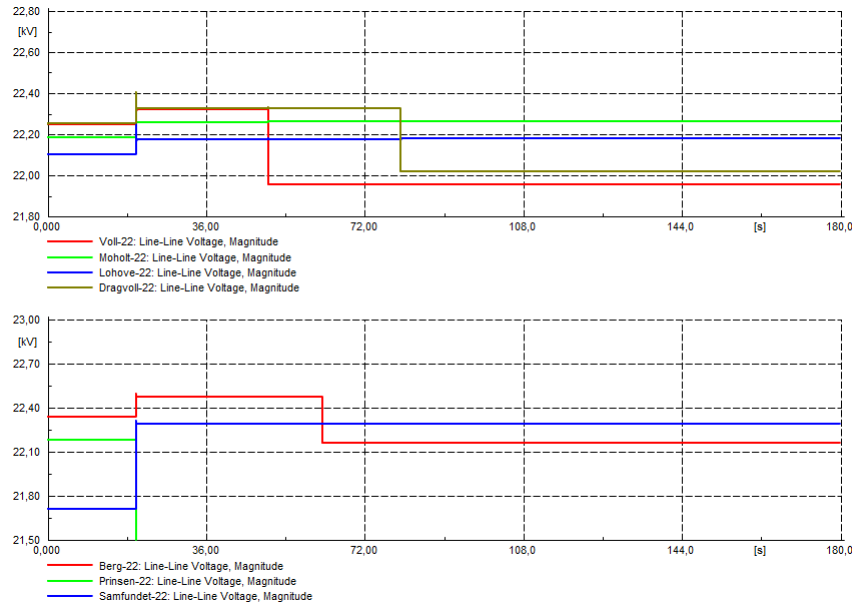 22,80
[kV]
22,60
22,40
22,20
22,00
21,80
0,000 36,00 72,00 108,0 144,0 [s] 180,0
Voll-22: Line-Line Voltage, Magnitude
Moholt-22: Line-Line Voltage, Magnitude
Lohove-22: Line-Line Voltage, Magnitude
Dragvoll-22: Line-Line Voltage, Magnitude
23,00
[kV]
22,70
22,40
22,10
21,80
21,50
0,000 36,00 72,00 108,0 144,0 [s] 180,0
Berg-22: Line-Line Voltage, Magnitude
Prinsen-22: Line-Line Voltage, Magnitude
Samfundet-22: Line-Line Voltage, Magnitude